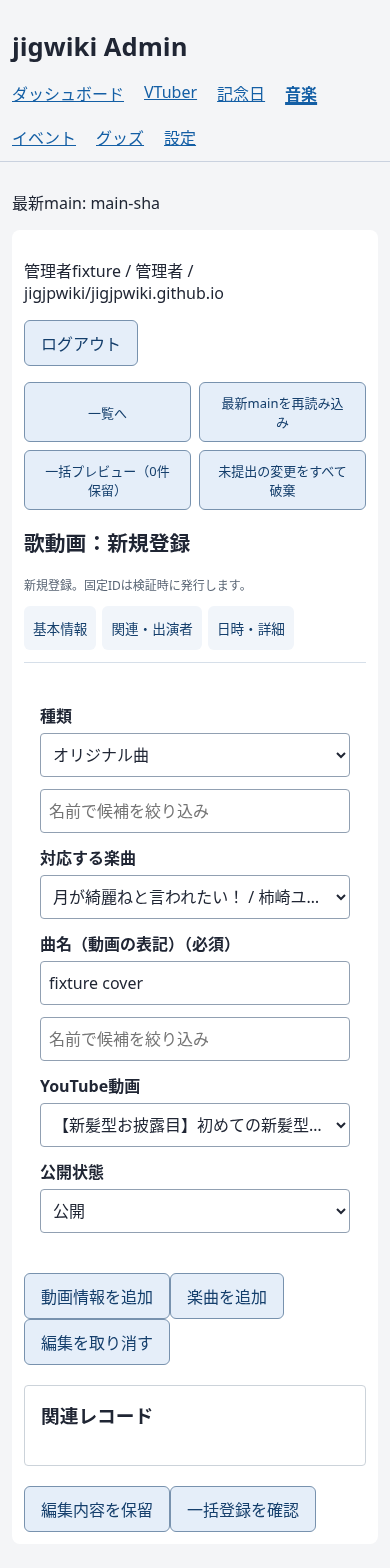 jigwiki Admin
ダッシュボード VTuber 記念日 音楽
イベント グッズ 設定
最新main: main-sha
管理者fixture / 管理者 /
jigjpwiki/jigjpwiki.github.io
ログアウト
一覧へ
最新mainを再読み込
み
一括プレビュー（0件
保留）
未提出の変更をすべて
破棄
歌動画：新規登録
新規登録。固定IDは検証時に発行します。
基本情報 関連・出演者 日時・詳細
種類
オリジナル曲
名前で候補を絞り込み
対応する楽曲
月が綺麗ねと言われたい！ / 柿崎ユ...
曲名（動画の表記）（必須）
fixture cover
名前で候補を絞り込み
YouTube動画
【新髪型お披露目】初めての新髪型...
公開状態
公開
動画情報を追加 楽曲を追加
編集を取り消す
関連レコード
編集内容を保留 一括登録を確認